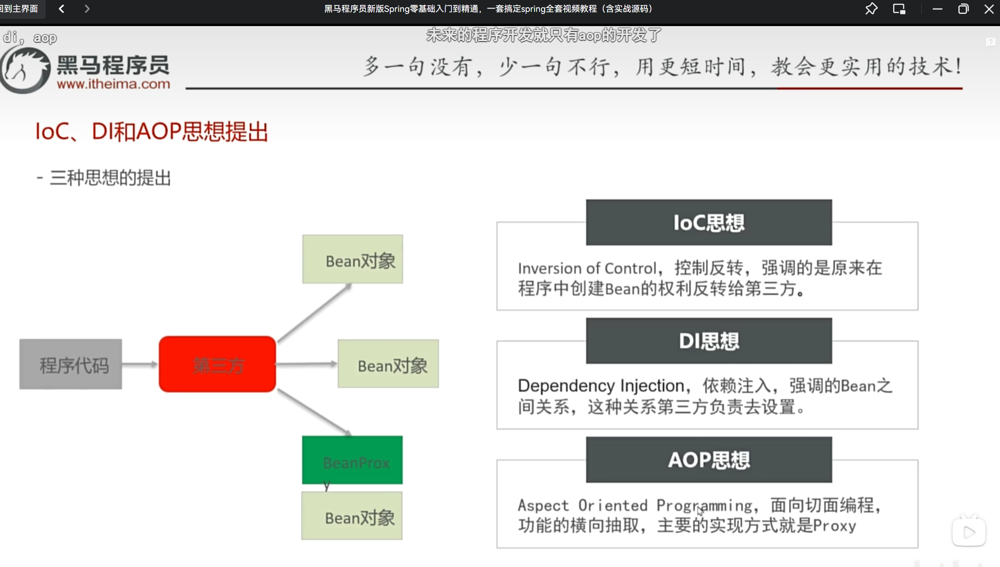 回到主界面
黑马程序员新版Spring零基础入门到精通，一套搞定spring全套视频教程（含实战源码）
di，aop
未来的程序开发就只有aop的开发了
黑马程序员
www.itheima.com
多一句没有，少一句不行，用更短时间，教会更实用的技术！
IoC、DI和AOP思想提出
- 三种思想的提出
程序代码
第三方
Bean对象
Bean对象
BeanProx
y
Bean对象
IoC思想
Inversion of Control，控制反转，强调的是原来在
程序中创建Bean的权利反转给第三方。
DI思想
Dependency Injection，依赖注入，强调的Bean之
间关系，这种关系第三方负责去设置。
AOP思想
Aspect Oriented Programming，面向切面编程，
功能的横向抽取，主要的实现方式就是Proxy